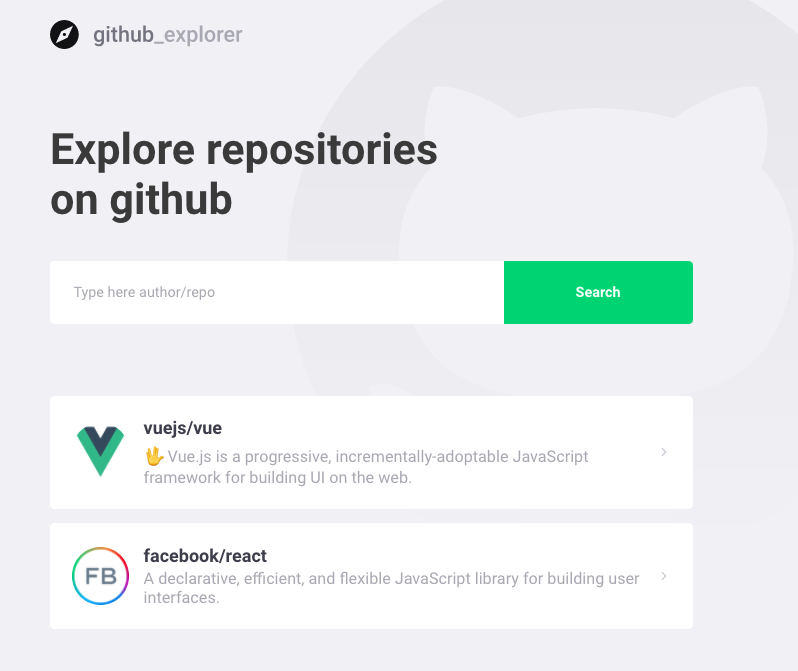 github_explorer
Explore repositories
on github
Type here author/repo
Search
vuejs/vue
🖖 Vue.js is a progressive, incrementally-adoptable JavaScript
framework for building UI on the web.
FB
facebook/react
A declarative, efficient, and flexible JavaScript library for building user
interfaces.